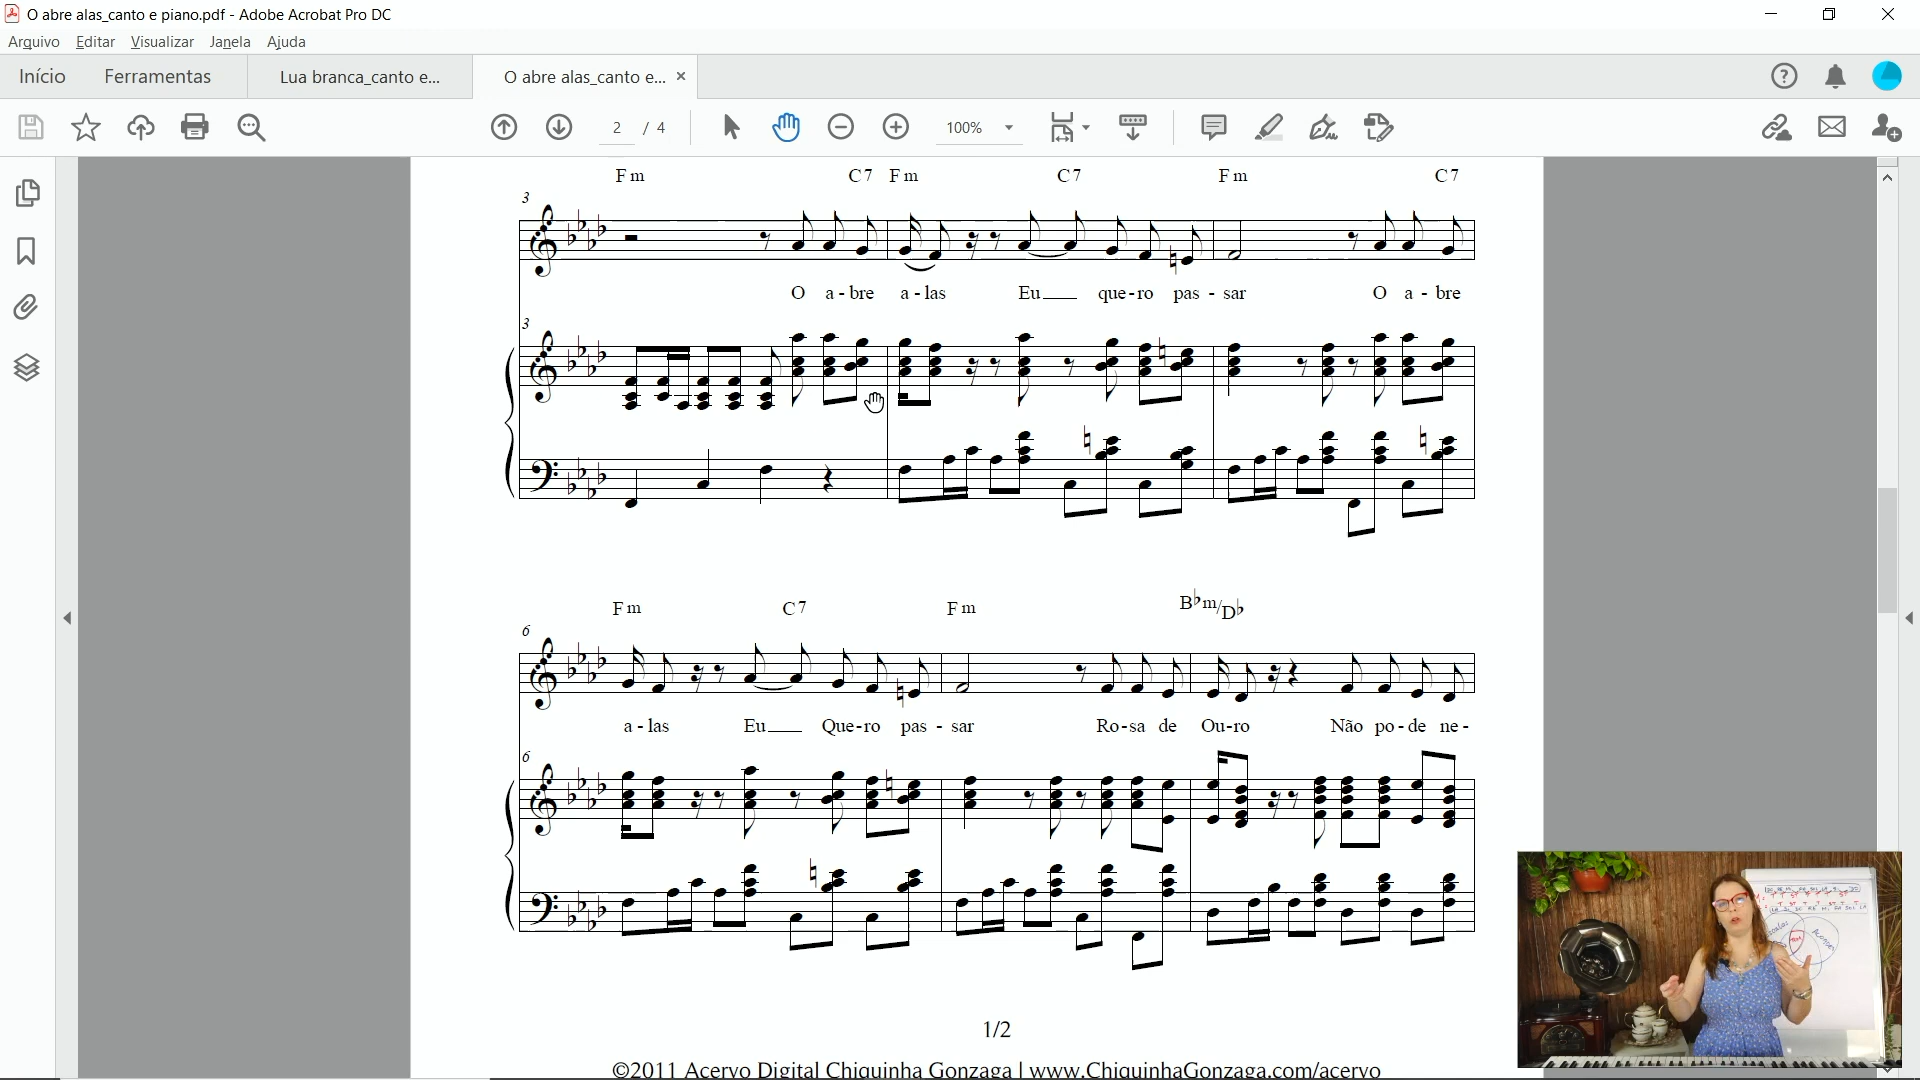 O abre alas_canto e piano.pdf - Adobe Acrobat Pro DC
Arquivo Editar Visualizar Janela Ajuda
Início Ferramentas Lua branca_canto e... O abre alas_canto e...
2 / 4 100%
Fm C7 Fm C7 Fm C7
3
O a - bre a - las Eu que - ro pas - sar O a - bre
3
Fm C7 Fm B♭m/D♭
6
a - las Eu Que - ro pas - sar Ro - sa de Ou - ro Não po - de ne -
6
1/2
©2011 Acervo Digital Chiquinha Gonzaga | www.ChiquinhaGonzaga.com/acervo